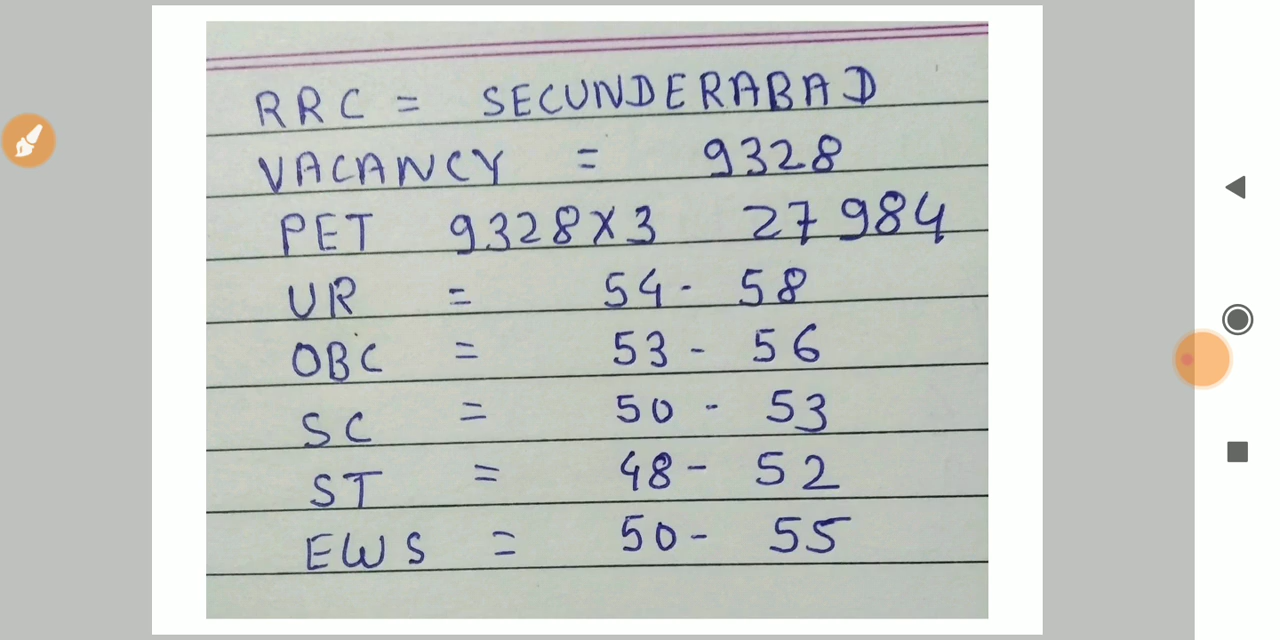 RRC = SECUNDERABAD
VACANCY = 9328
PET 9328X3 27984
UR = 54 - 58
OBC = 53 - 56
SC = 50 - 53
ST = 48 - 52
EWS = 50 - 55